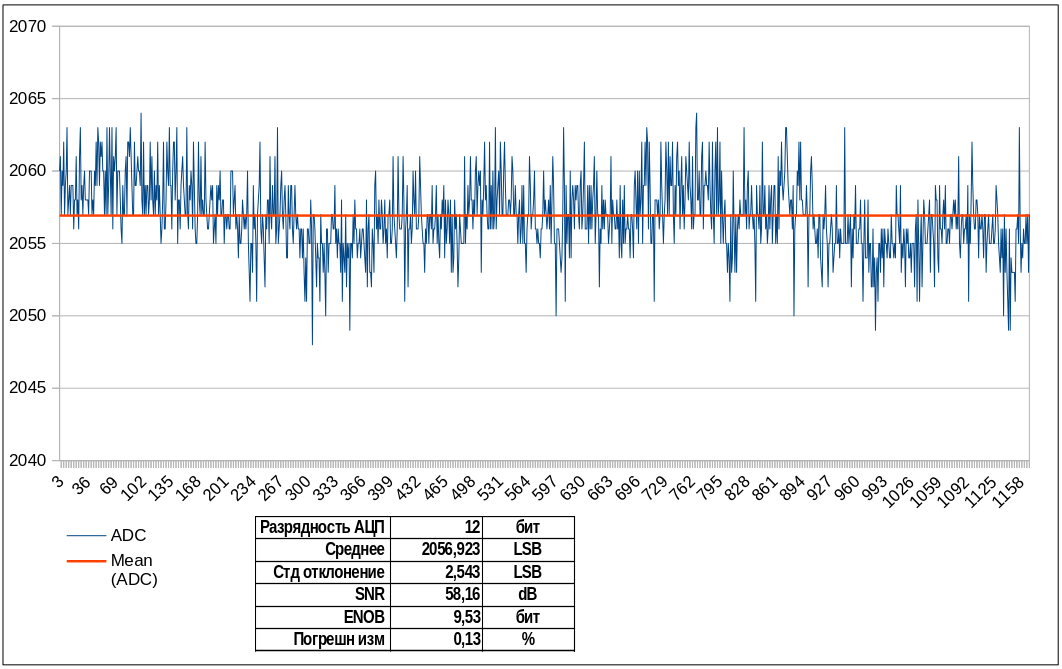 2070
2065
2060
2055
2050
2045
2040
3 36 69 102 135 168 201 234 267 300 333 366 399 432 465 498 531 564 597 630 663 696 729 762 795 828 861 894 927 960 993 1026 1059 1092 1125 1158
ADC
Mean
(ADC)
Разрядность АЦП 12 бит
Среднее 2056,923 LSB
Стд отклонение 2,543 LSB
SNR 58,16 dB
ENOB 9,53 бит
Погрешн изм 0,13 %